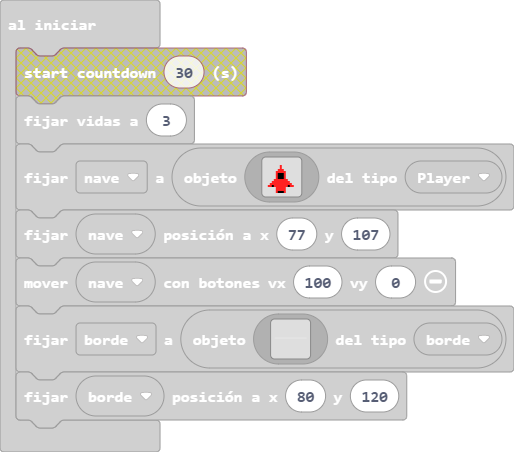 al iniciar
start countdown 30 (s)
fijar vidas a 3
fijar nave a objeto del tipo Player
fijar nave posición a x 77 y 107
mover nave con botones vx 100 vy 0
fijar borde a objeto del tipo borde
fijar borde posición a x 80 y 120